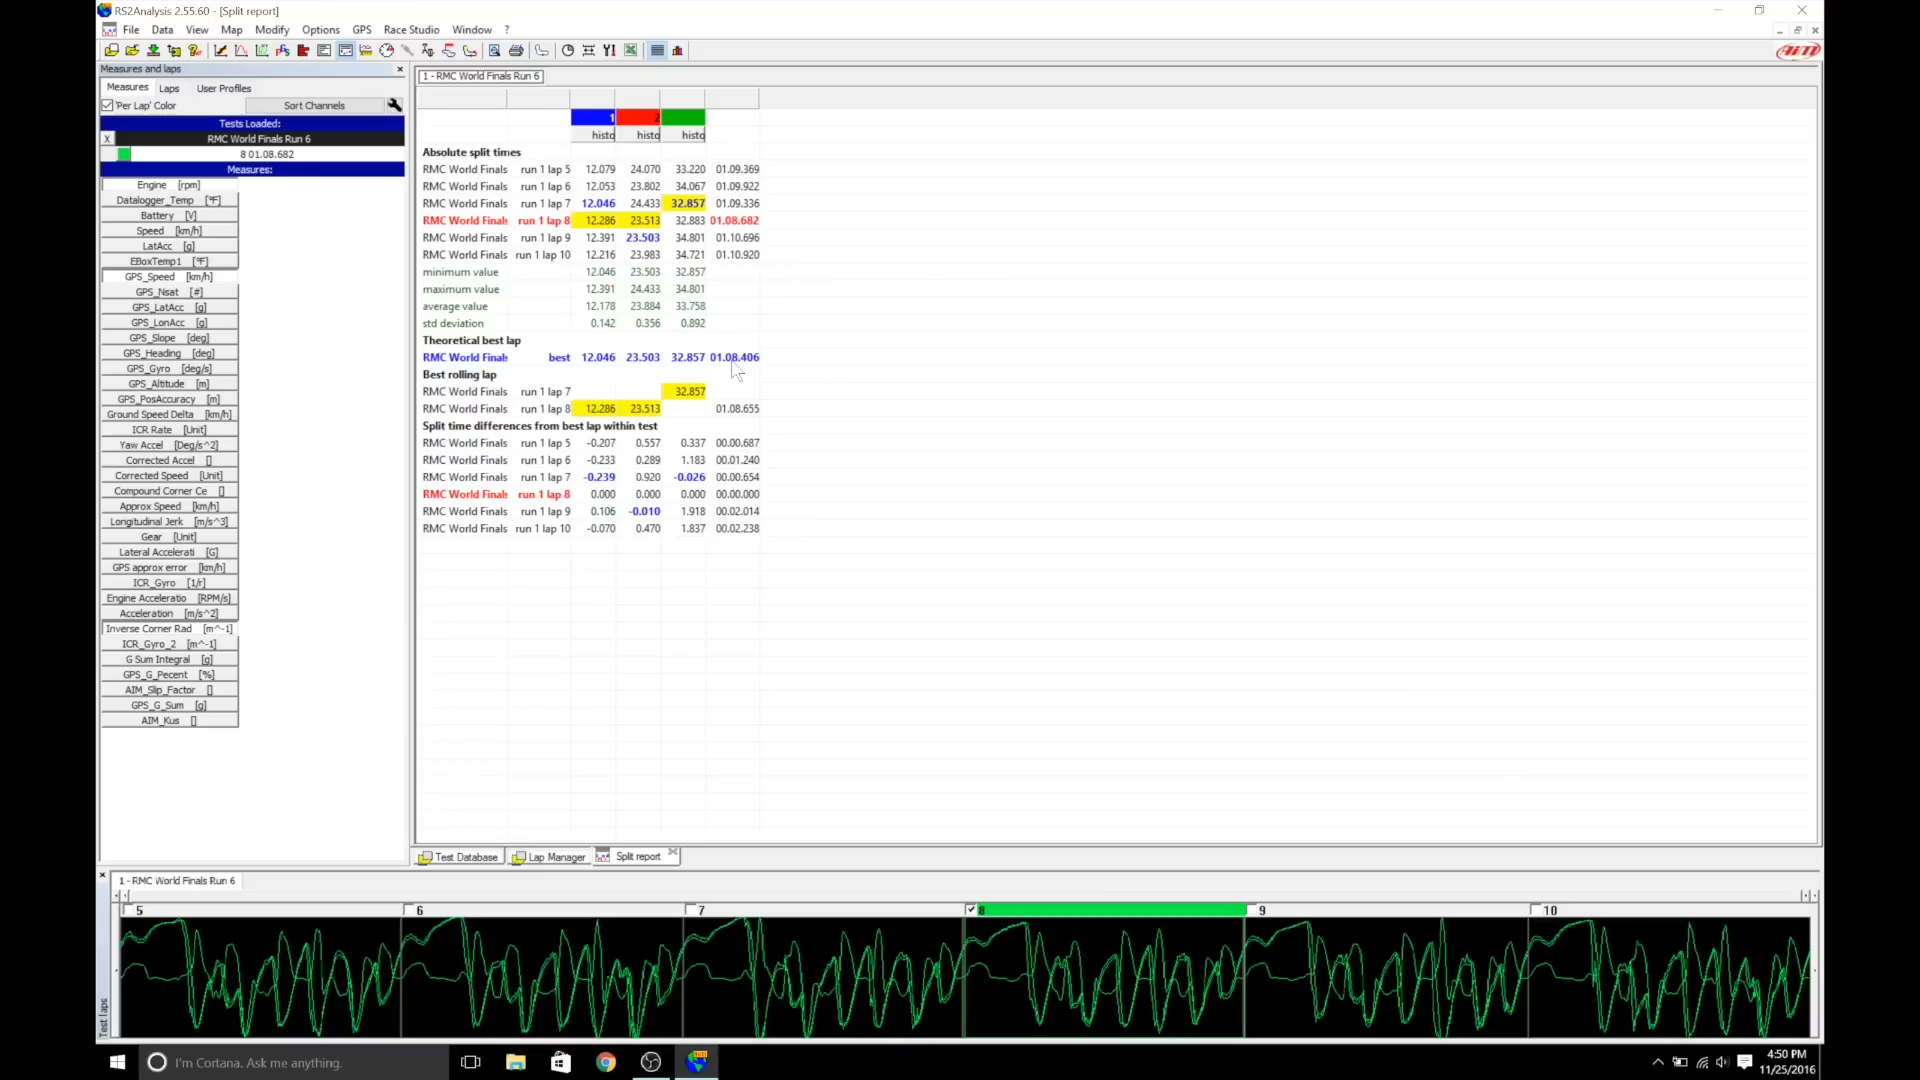 RS2Analysis 2.55.60 - [Split report]
File Data View Map Modify Options GPS Race Studio Window ?
AiM
Measures and laps
Measures Laps User Profiles
'Per Lap' Color Sort Channels
Tests Loaded:
X RMC World Finals Run 6
8 01.08.682
Measures:
Engine [rpm]
Datalogger_Temp [°F]
Battery [V]
Speed [km/h]
LatAcc [g]
EBoxTemp1 [°F]
GPS_Speed [km/h]
GPS_Nsat [#]
GPS_LatAcc [g]
GPS_LonAcc [g]
GPS_Slope [deg]
GPS_Heading [deg]
GPS_Gyro [deg/s]
GPS_Altitude [m]
GPS_PosAccuracy [m]
Ground Speed Delta [km/h]
ICR Rate [Unit]
Yaw Accel [Deg/s^2]
Corrected Accel []
Corrected Speed [Unit]
Compound Corner Ce []
Approx Speed [km/h]
Longitudinal Jerk [m/s^3]
Gear [Unit]
Lateral Accelerati [G]
GPS approx error [km/h]
ICR_Gyro [1/r]
Engine Acceleratio [RPM/s]
Acceleration [m/s^2]
Inverse Corner Rad [m^-1]
ICR_Gyro_2 [m^-1]
G Sum Integral [g]
GPS_G_Pecent [%]
AIM_Slip_Factor []
GPS_G_Sum [g]
AIM_Kus []
1 - RMC World Finals Run 6
1 2
histo histo histo
Absolute split times
RMC World Finals run 1 lap 5 12.079 24.070 33.220 01.09.369
RMC World Finals run 1 lap 6 12.053 23.802 34.067 01.09.922
RMC World Finals run 1 lap 7 12.046 24.433 32.857 01.09.336
RMC World Finals run 1 lap 8 12.286 23.513 32.883 01.08.682
RMC World Finals run 1 lap 9 12.391 23.503 34.801 01.10.696
RMC World Finals run 1 lap 10 12.216 23.983 34.721 01.10.920
minimum value 12.046 23.503 32.857
maximum value 12.391 24.433 34.801
average value 12.178 23.884 33.758
std deviation 0.142 0.356 0.892
Theoretical best lap
RMC World Finals best 12.046 23.503 32.857 01.08.406
Best rolling lap
RMC World Finals run 1 lap 7 32.857
RMC World Finals run 1 lap 8 12.286 23.513 01.08.655
Split time differences from best lap within test
RMC World Finals run 1 lap 5 -0.207 0.557 0.337 00.00.687
RMC World Finals run 1 lap 6 -0.233 0.289 1.183 00.01.240
RMC World Finals run 1 lap 7 -0.239 0.920 -0.026 00.00.654
RMC World Finals run 1 lap 8 0.000 0.000 0.000 00.00.000
RMC World Finals run 1 lap 9 0.106 -0.010 1.918 00.02.014
RMC World Finals run 1 lap 10 -0.070 0.470 1.837 00.02.238
Test Database Lap Manager Split report
1 - RMC World Finals Run 6
5 6 7 8 9 10
Test laps
I'm Cortana. Ask me anything.
4:50 PM
11/25/2016